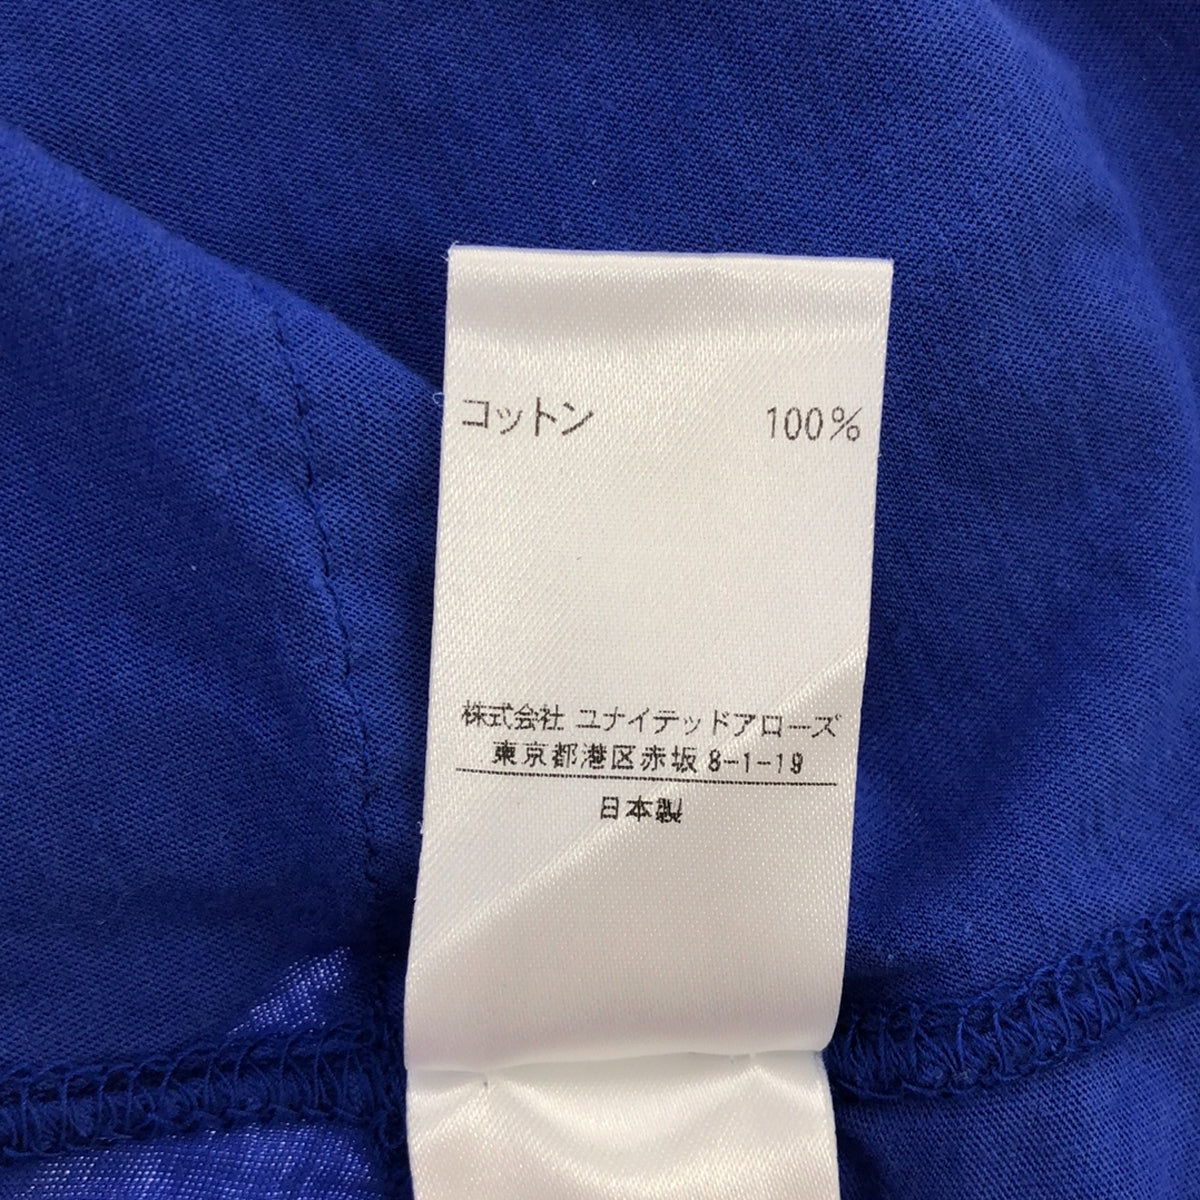 コットン 100%
株式会社 ユナイテッドアローズ
東京都港区赤坂 8-1-19
日本製